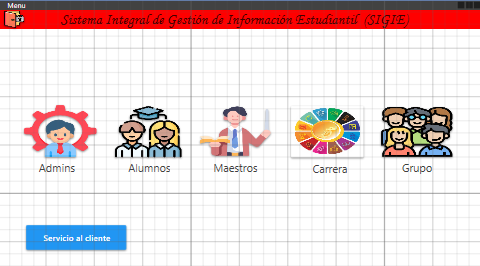 Menu
Sistema Integral de Gestión de Información Estudiantil (SIGIE)
Admins
Alumnos
Maestros
Carrera
Grupo
Servicio al cliente